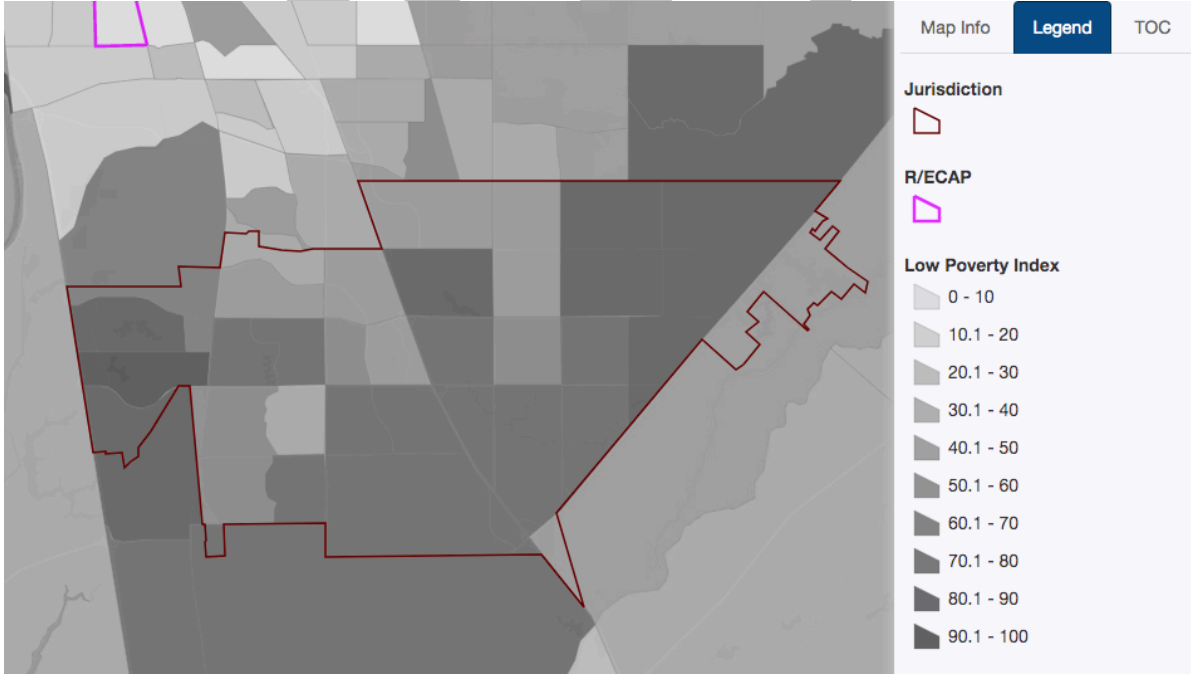 Map Info Legend TOC
Jurisdiction
R/ECAP
Low Poverty Index
0 - 10
10.1 - 20
20.1 - 30
30.1 - 40
40.1 - 50
50.1 - 60
60.1 - 70
70.1 - 80
80.1 - 90
90.1 - 100